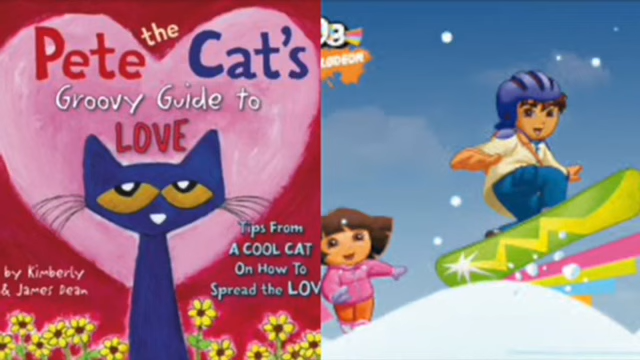 Pete the Cat's
Groovy Guide to
LOVE
Tips From
A COOL CAT
On How To
Spread the LOV
by Kimberly
& James Dean